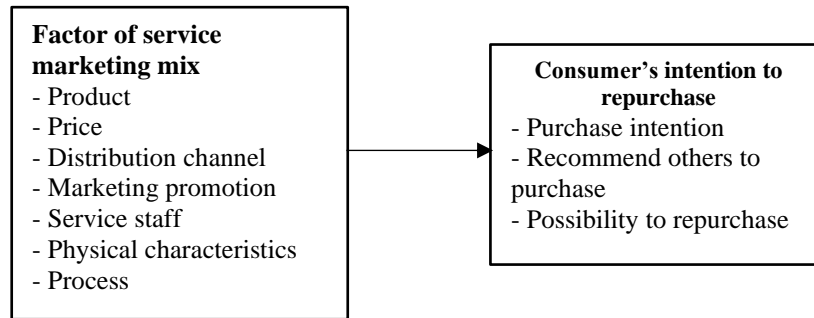 Factor of service
marketing mix
- Product
- Price
- Distribution channel
- Marketing promotion
- Service staff
- Physical characteristics
- Process
Consumer’s intention to
repurchase
- Purchase intention
- Recommend others to
purchase
- Possibility to repurchase